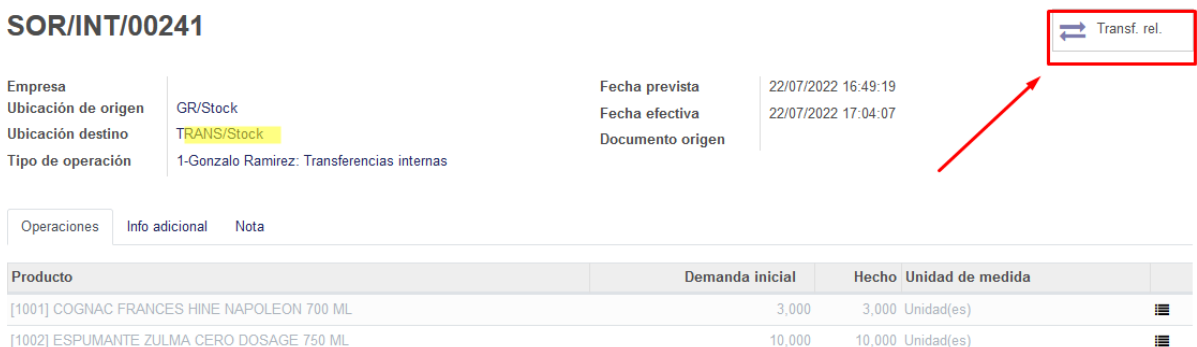 SOR/INT/00241
Transf. rel.
Empresa
Ubicación de origen GR/Stock
Ubicación destino TRANS/Stock
Tipo de operación 1-Gonzalo Ramirez: Transferencias internas
Fecha prevista 22/07/2022 16:49:19
Fecha efectiva 22/07/2022 17:04:07
Documento origen
Operaciones Info adicional Nota
Producto Demanda inicial Hecho Unidad de medida
[1001] COGNAC FRANCES HINE NAPOLEON 700 ML 3,000 3,000 Unidad(es)
[1002] ESPUMANTE ZULMA CERO DOSAGE 750 ML 10,000 10,000 Unidad(es)